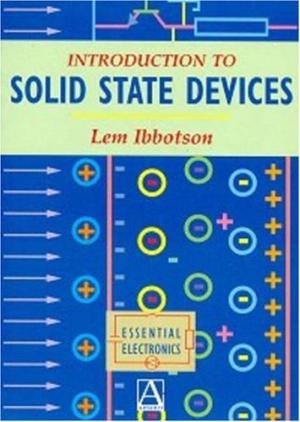 INTRODUCTION TO
SOLID STATE DEVICES
Lem Ibbotson
ESSENTIAL
ELECTRONICS
A